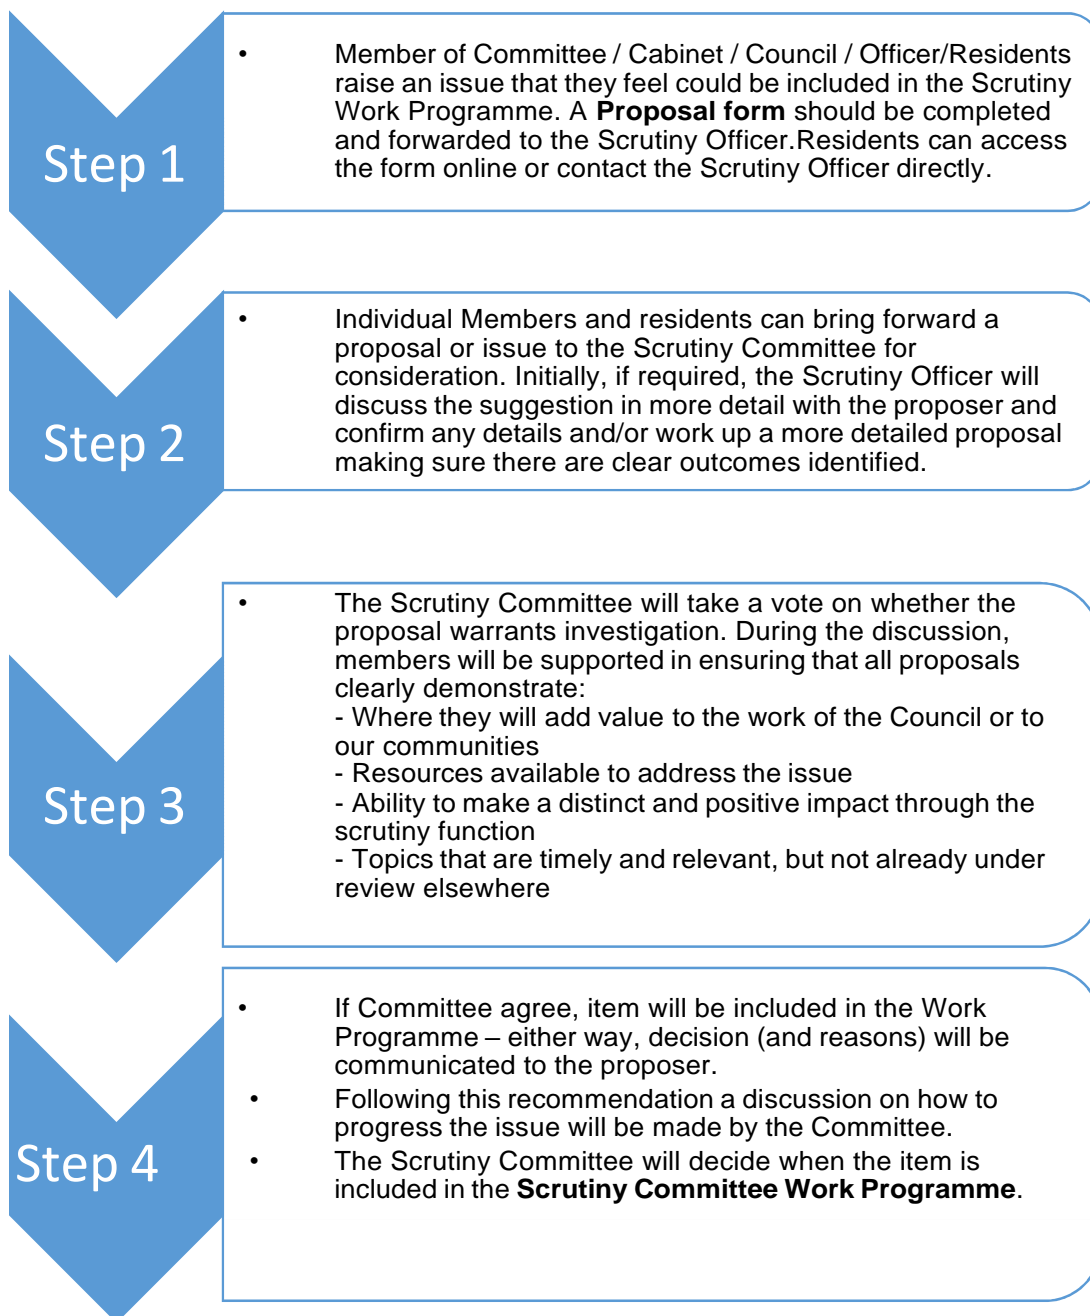 Step 1
• Member of Committee / Cabinet / Council / Officer/Residents
raise an issue that they feel could be included in the Scrutiny
Work Programme. A Proposal form should be completed
and forwarded to the Scrutiny Officer.Residents can access
the form online or contact the Scrutiny Officer directly.
Step 2
• Individual Members and residents can bring forward a
proposal or issue to the Scrutiny Committee for
consideration. Initially, if required, the Scrutiny Officer will
discuss the suggestion in more detail with the proposer and
confirm any details and/or work up a more detailed proposal
making sure there are clear outcomes identified.
Step 3
• The Scrutiny Committee will take a vote on whether the
proposal warrants investigation. During the discussion,
members will be supported in ensuring that all proposals
clearly demonstrate:
- Where they will add value to the work of the Council or to
our communities
- Resources available to address the issue
- Ability to make a distinct and positive impact through the
scrutiny function
- Topics that are timely and relevant, but not already under
review elsewhere
Step 4
• If Committee agree, item will be included in the Work
Programme – either way, decision (and reasons) will be
communicated to the proposer.
• Following this recommendation a discussion on how to
progress the issue will be made by the Committee.
• The Scrutiny Committee will decide when the item is
included in the Scrutiny Committee Work Programme.